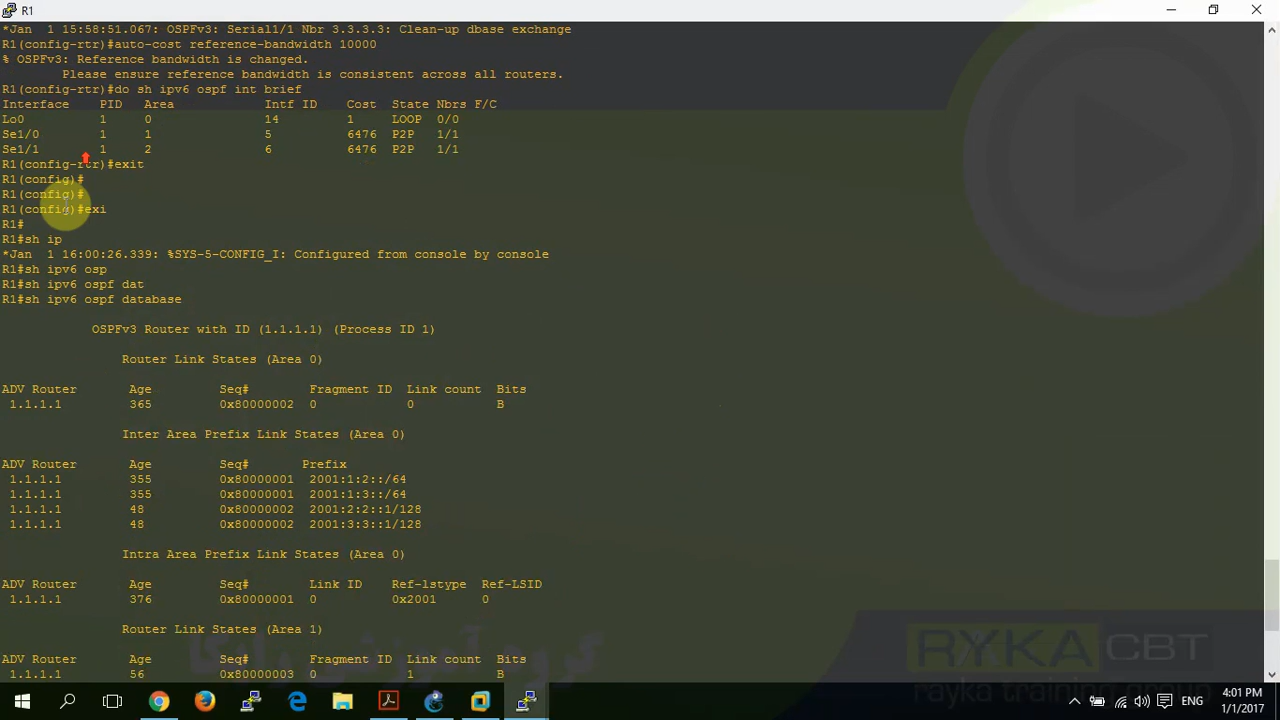 R1
*Jan  1 15:58:51.067: OSPFv3: Serial1/1 Nbr 3.3.3.3: Clean-up dbase exchange
R1(config-rtr)#auto-cost reference-bandwidth 10000
% OSPFv3: Reference bandwidth is changed.
Please ensure reference bandwidth is consistent across all routers.
R1(config-rtr)#do sh ipv6 ospf int brief
Interface    PID   Area            Intf ID    Cost  State Nbrs F/C
Lo0          1     0               14         1     LOOP  0/0
Se1/0        1     1               5          6476  P2P   1/1
Se1/1        1     2               6          6476  P2P   1/1
R1(config-rtr)#exit
R1(config)#
R1(config)#
R1(config)#exi
R1#
R1#sh ip
*Jan  1 16:00:26.339: %SYS-5-CONFIG_I: Configured from console by console
R1#sh ipv6 osp
R1#sh ipv6 ospf dat
R1#sh ipv6 ospf database
OSPFv3 Router with ID (1.1.1.1) (Process ID 1)
Router Link States (Area 0)
ADV Router       Age         Seq#        Fragment ID  Link count  Bits
1.1.1.1         365         0x80000002  0            0           B
Inter Area Prefix Link States (Area 0)
ADV Router       Age         Seq#       Prefix
1.1.1.1         355         0x80000001  2001:1:2::/64
1.1.1.1         355         0x80000001  2001:1:3::/64
1.1.1.1         48          0x80000002  2001:2:2::1/128
1.1.1.1         48          0x80000002  2001:3:3::1/128
Intra Area Prefix Link States (Area 0)
ADV Router       Age         Seq#        Link ID    Ref-lstype  Ref-LSID
1.1.1.1         376         0x80000001  0          0x2001      0
Router Link States (Area 1)
ADV Router       Age         Seq#        Fragment ID  Link count  Bits
1.1.1.1         56          0x80000003  0            1           B
RYKA CBT
rayka training group
ENG
4:01 PM
1/1/2017